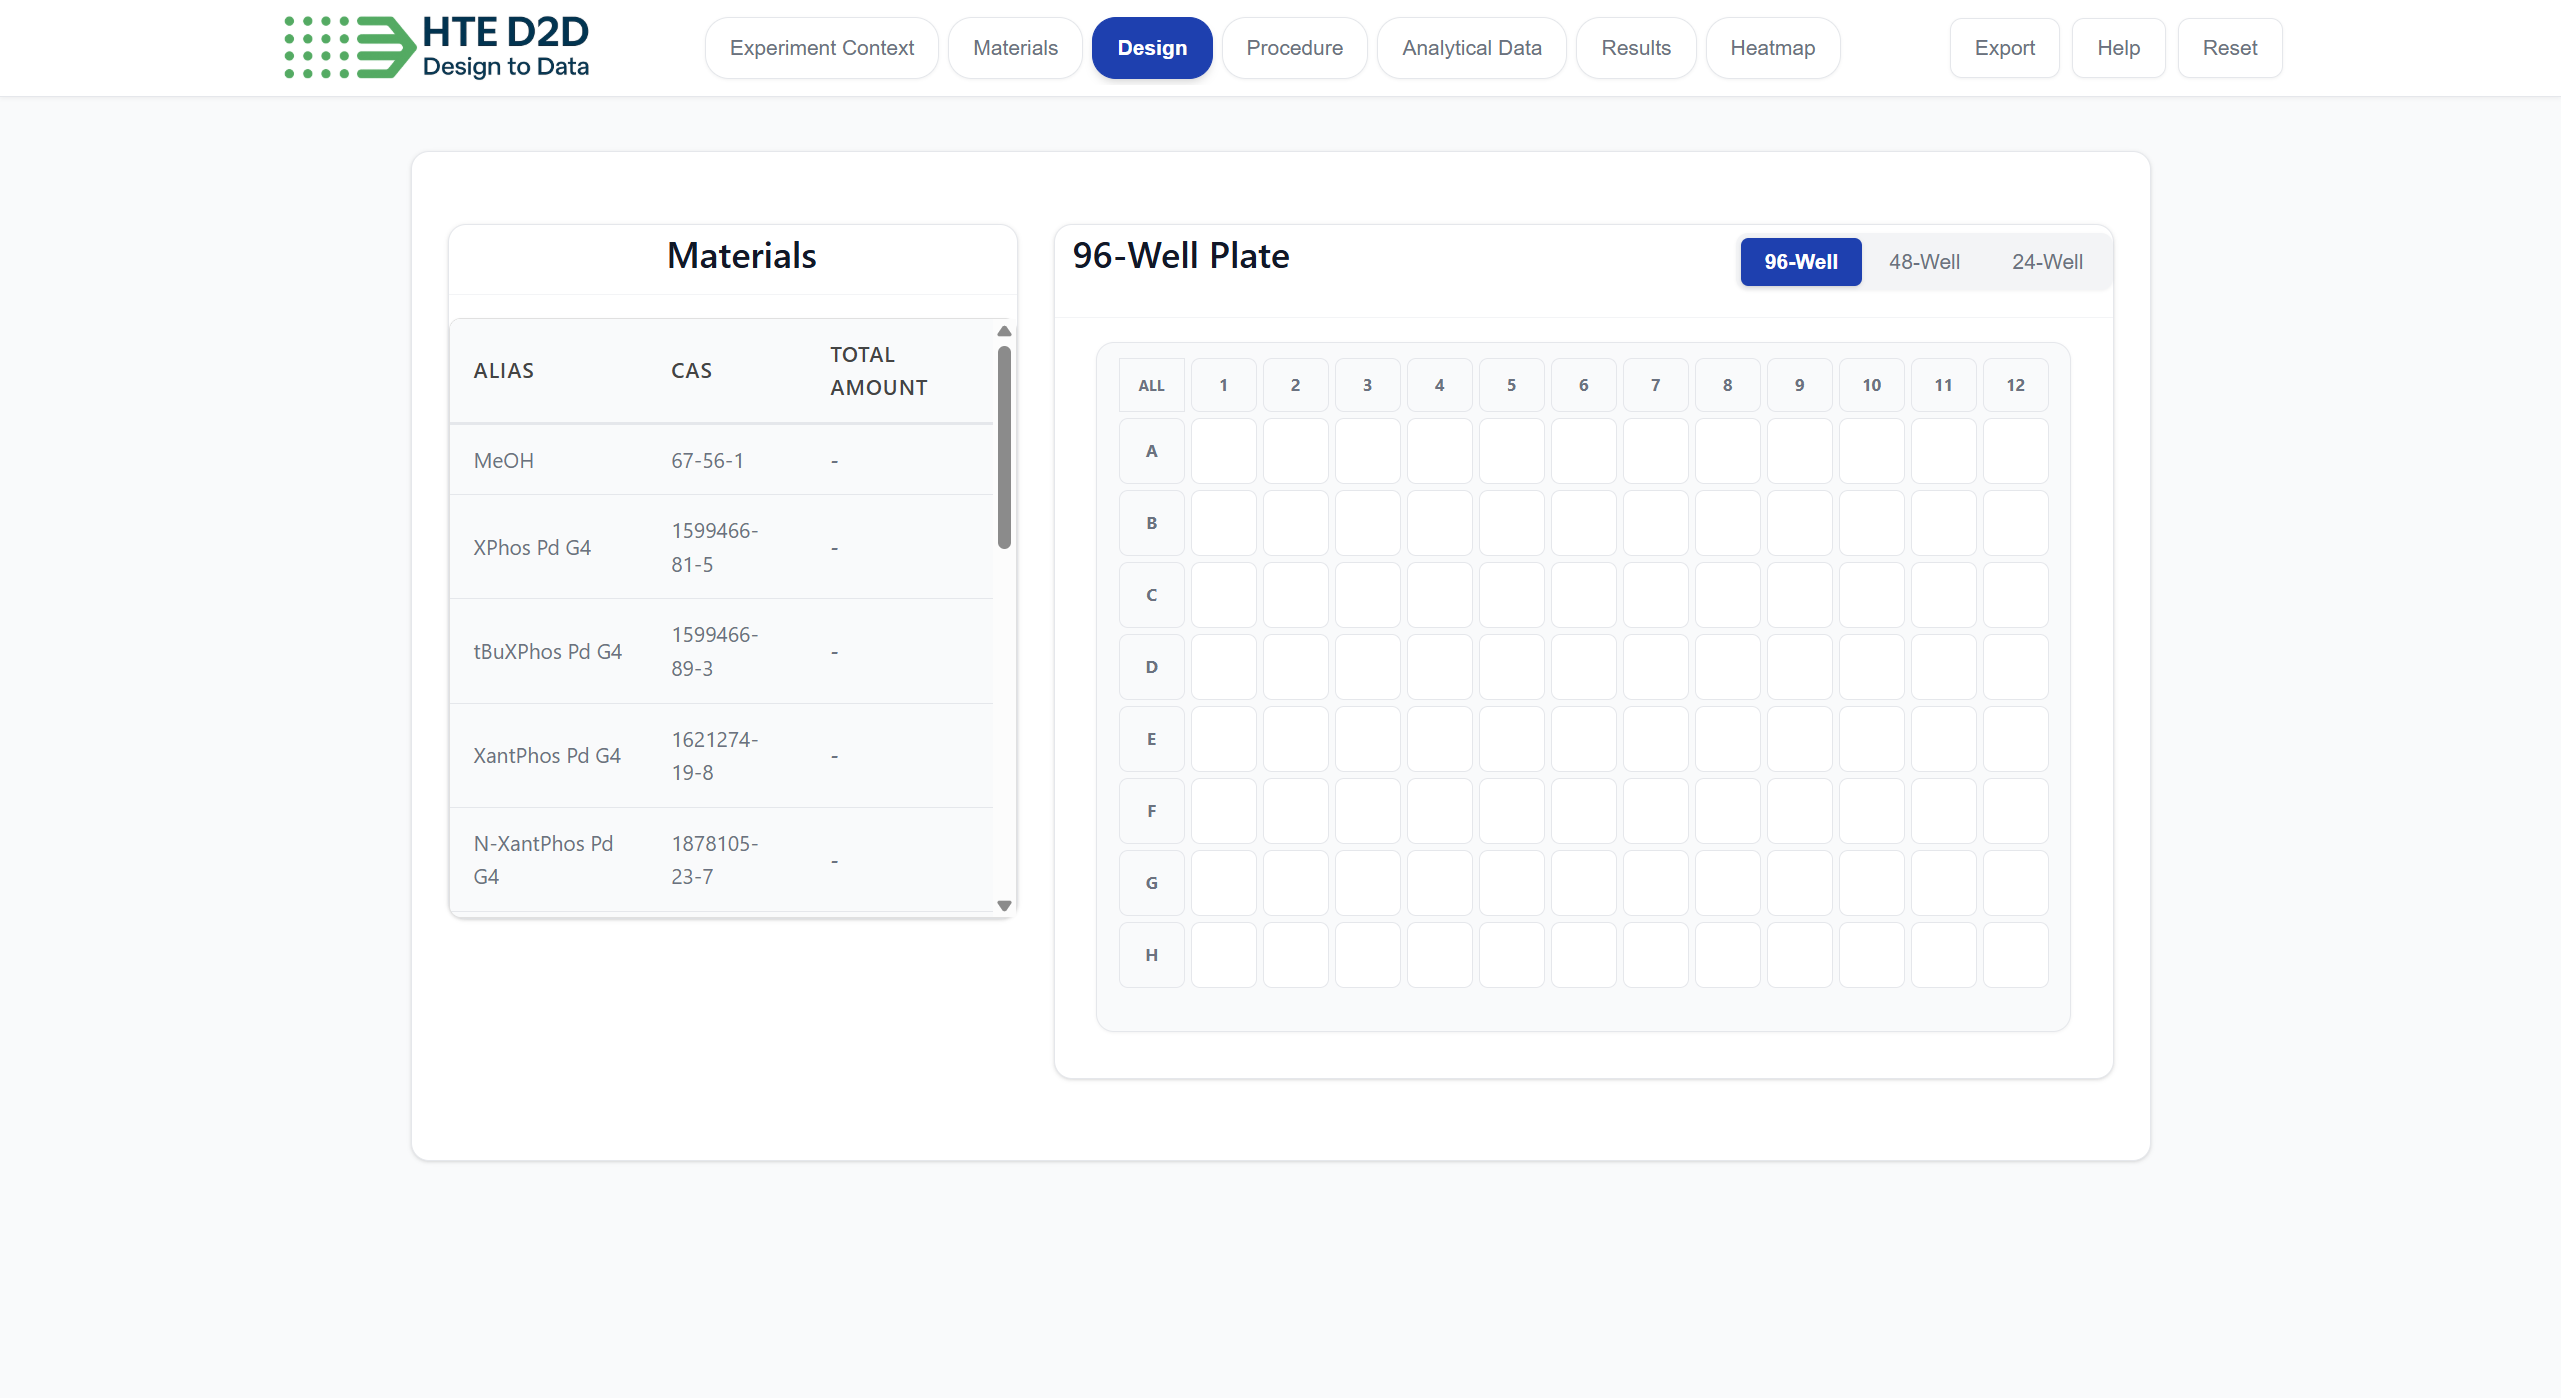 HTE D2D
Design to Data
Experiment Context
Materials
Design
Procedure
Analytical Data
Results
Heatmap
Export
Help
Reset
Materials
ALIAS
CAS
TOTAL
AMOUNT
MeOH
67-56-1
-
XPhos Pd G4
1599466-
81-5
-
tBuXPhos Pd G4
1599466-
89-3
-
XantPhos Pd G4
1621274-
19-8
-
N-XantPhos Pd
G4
1878105-
23-7
-
96-Well Plate
96-Well
48-Well
24-Well
ALL 1 2 3 4 5 6 7 8 9 10 11 12
A
B
C
D
E
F
G
H